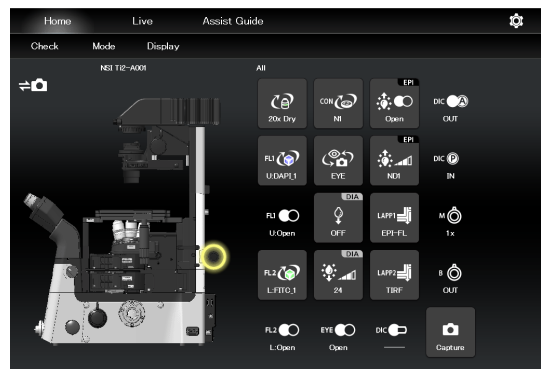 Home Live Assist Guide
Check Mode Display
NSI Ti2-A001 All
EPI
CON DIC A
20x Dry N1 Open OUT
EPI
FL1 DIC P
U:DAPI_1 EYE ND1 IN
DIA
FL1 LAPP1 M
U:Open OFF EPI-FL 1x
DIA
FL2 LAPP2 B
L:FITC_1 24 TIRF OUT
FL2 EYE DIC
L:Open Open —— Capture